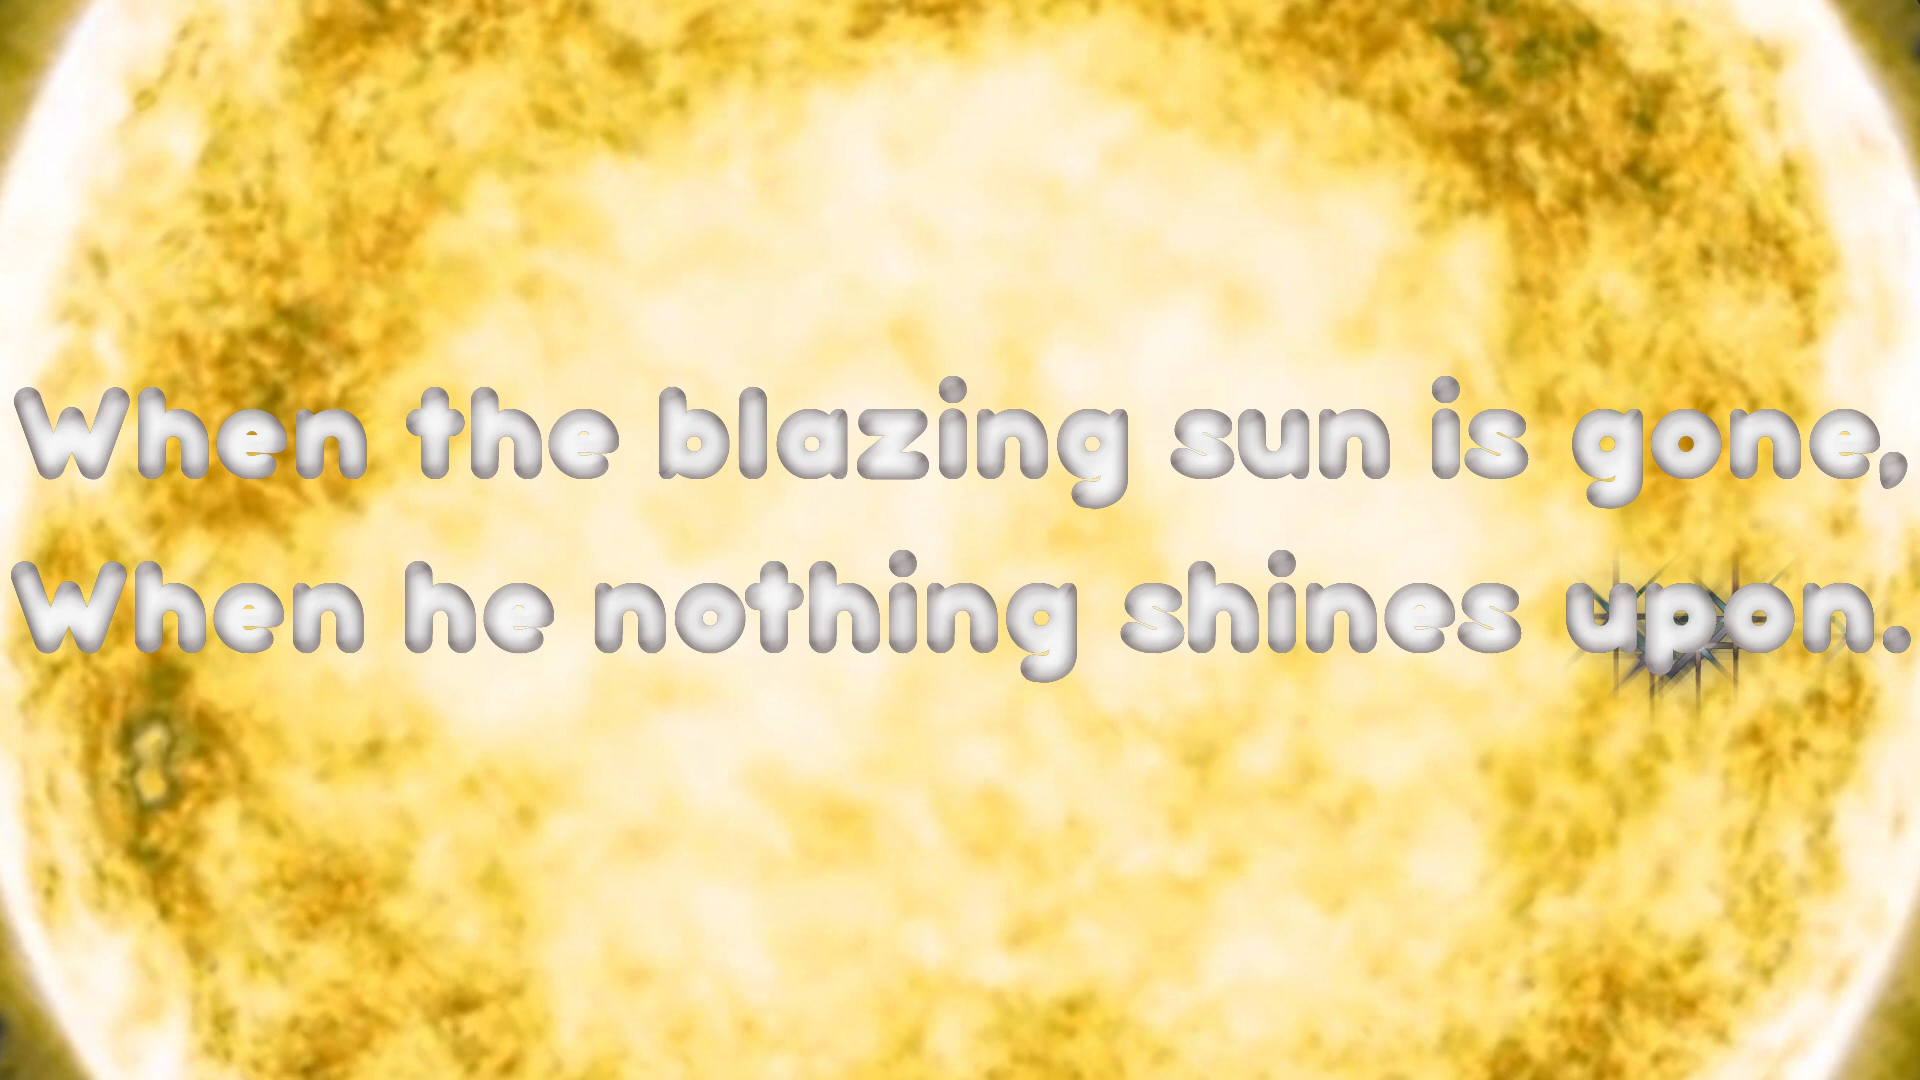 When the blazing sun is gone,
When he nothing shines upon.